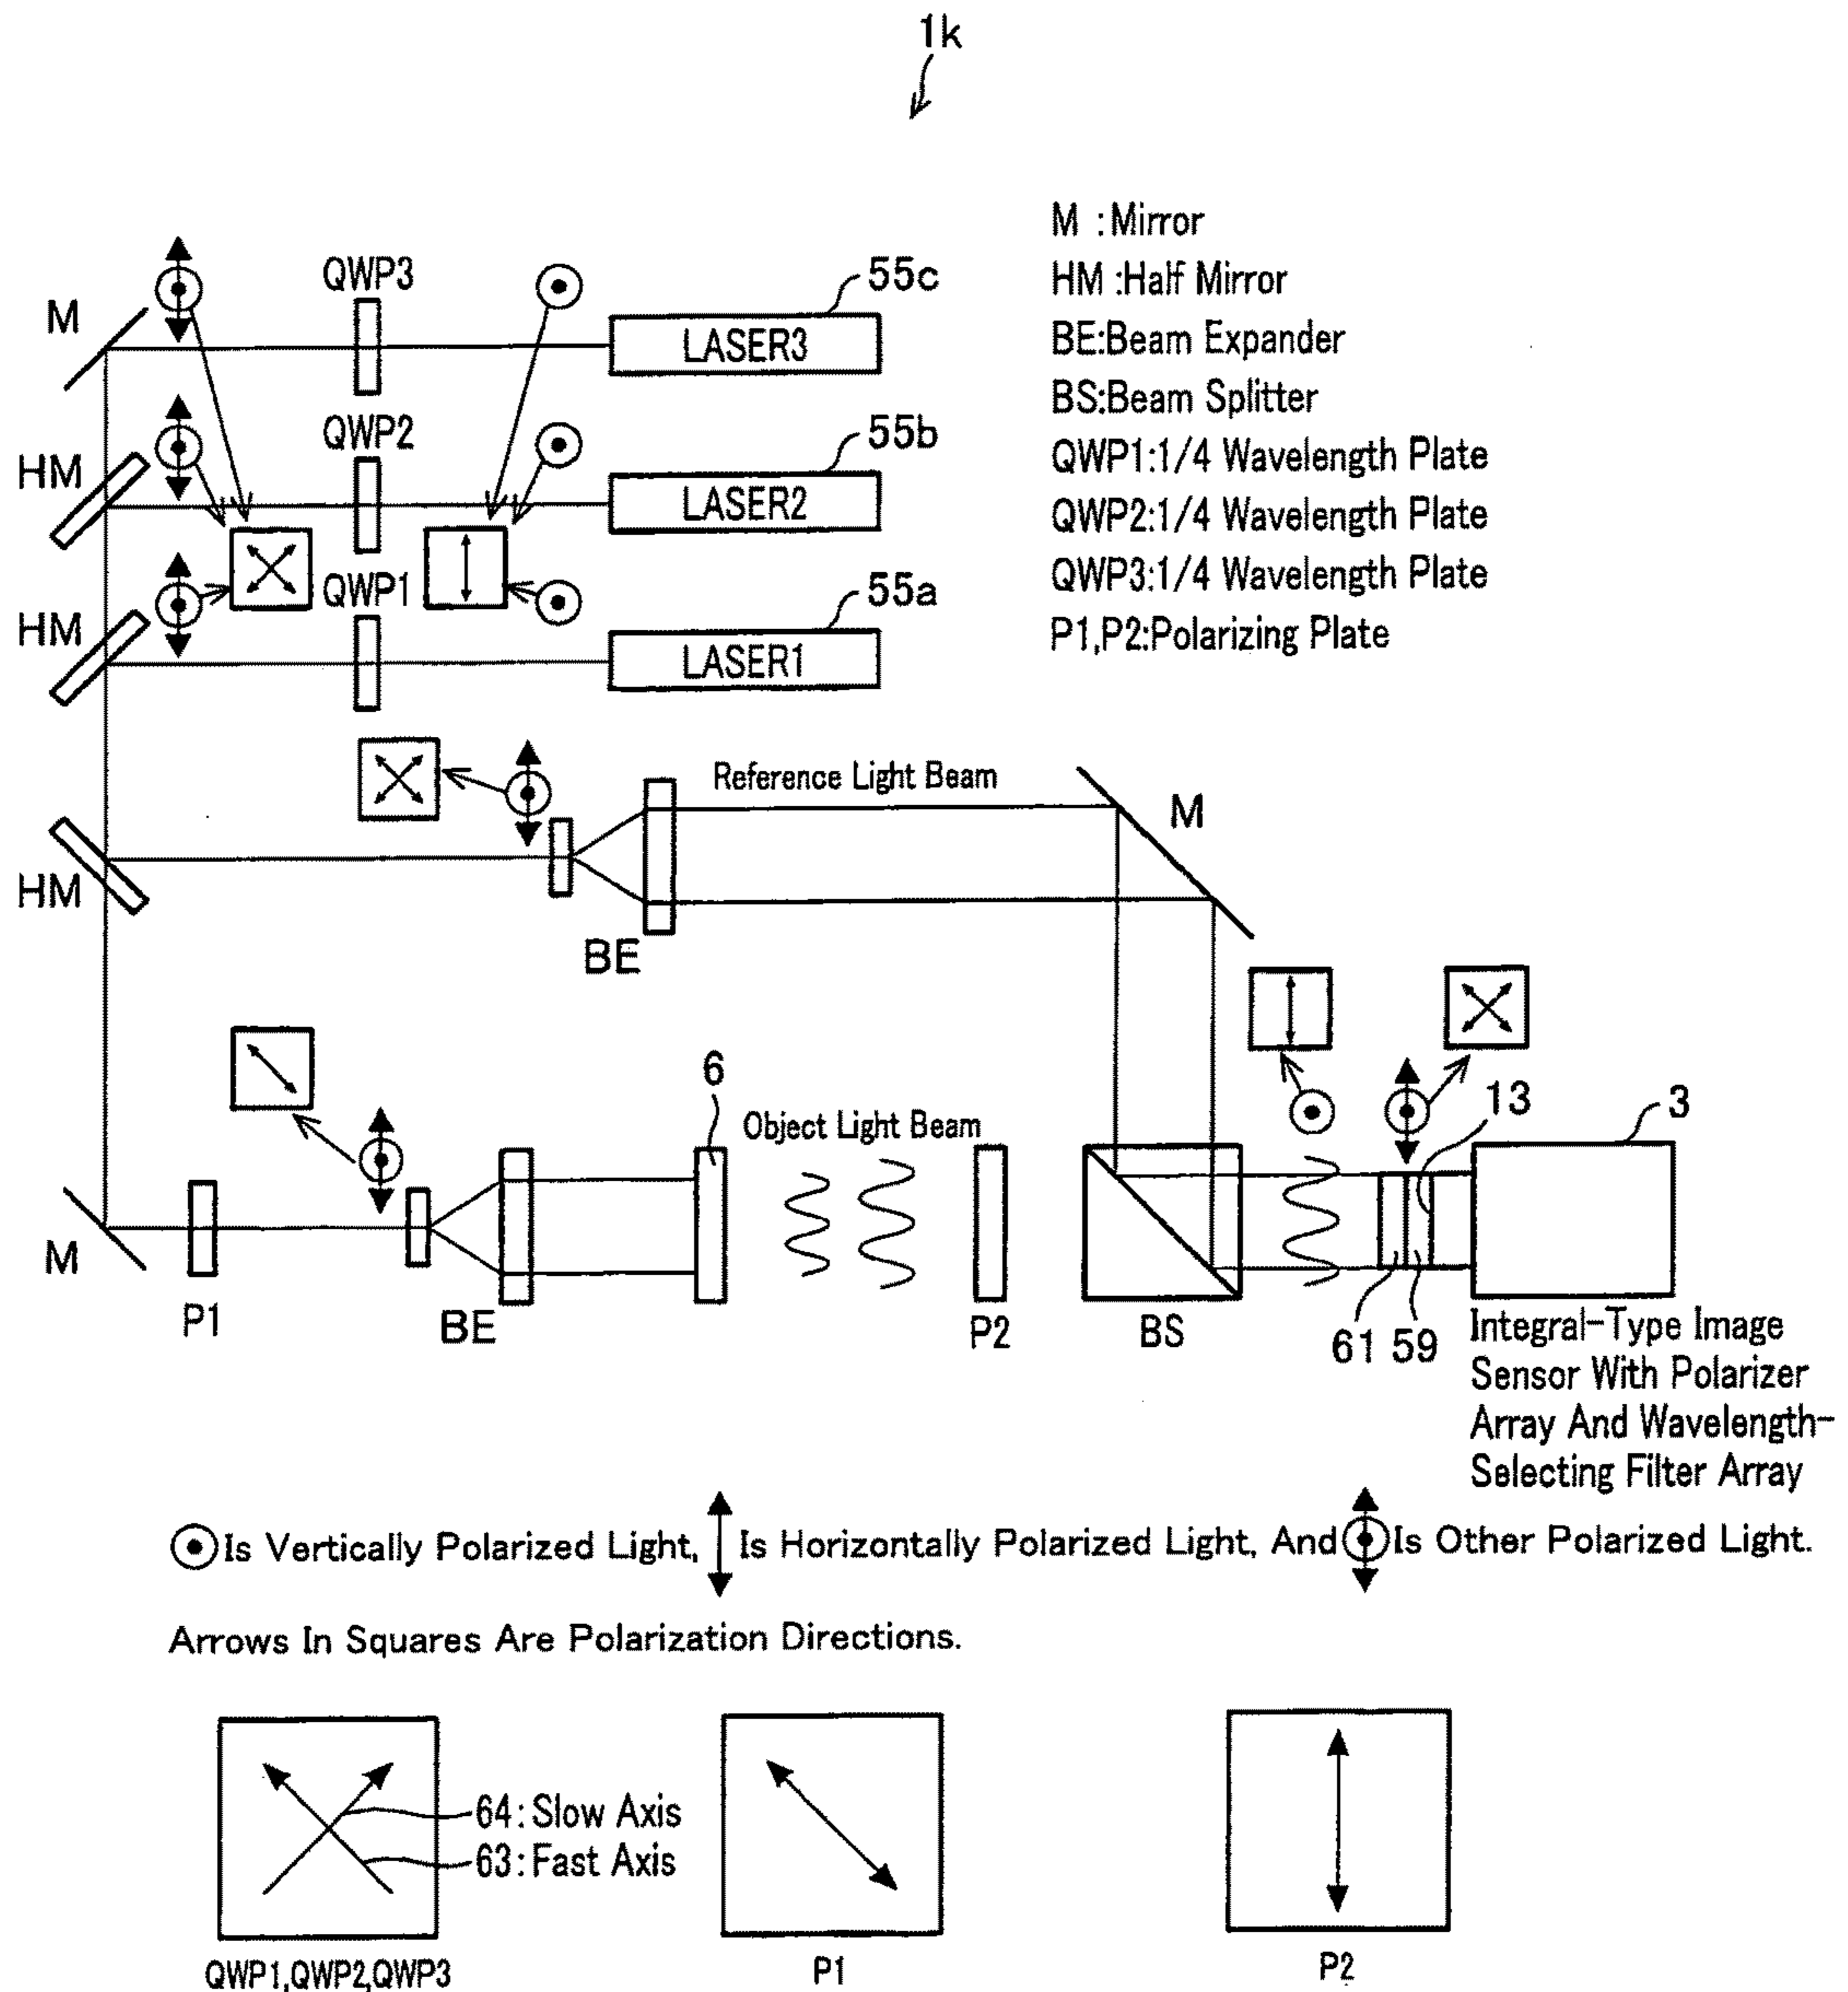 1k
M :Mirror
HM :Half Mirror
BE:Beam Expander
BS:Beam Splitter
QWP1:1/4 Wavelength Plate
QWP2:1/4 Wavelength Plate
QWP3:1/4 Wavelength Plate
P1,P2:Polarizing Plate
QWP3
55c
M
LASER3
QWP2
55b
HM
LASER2
QWP1
55a
HM
LASER1
Reference Light Beam
M
HM
BE
6
Object Light Beam
13
3
M
P1
BE
P2
BS
61 59
Integral-Type Image
Sensor With Polarizer
Array And Wavelength-
Selecting Filter Array
Is Vertically Polarized Light, Is Horizontally Polarized Light, And Is Other Polarized Light.
Arrows In Squares Are Polarization Directions.
64: Slow Axis
63: Fast Axis
QWP1,QWP2,QWP3
P1
P2